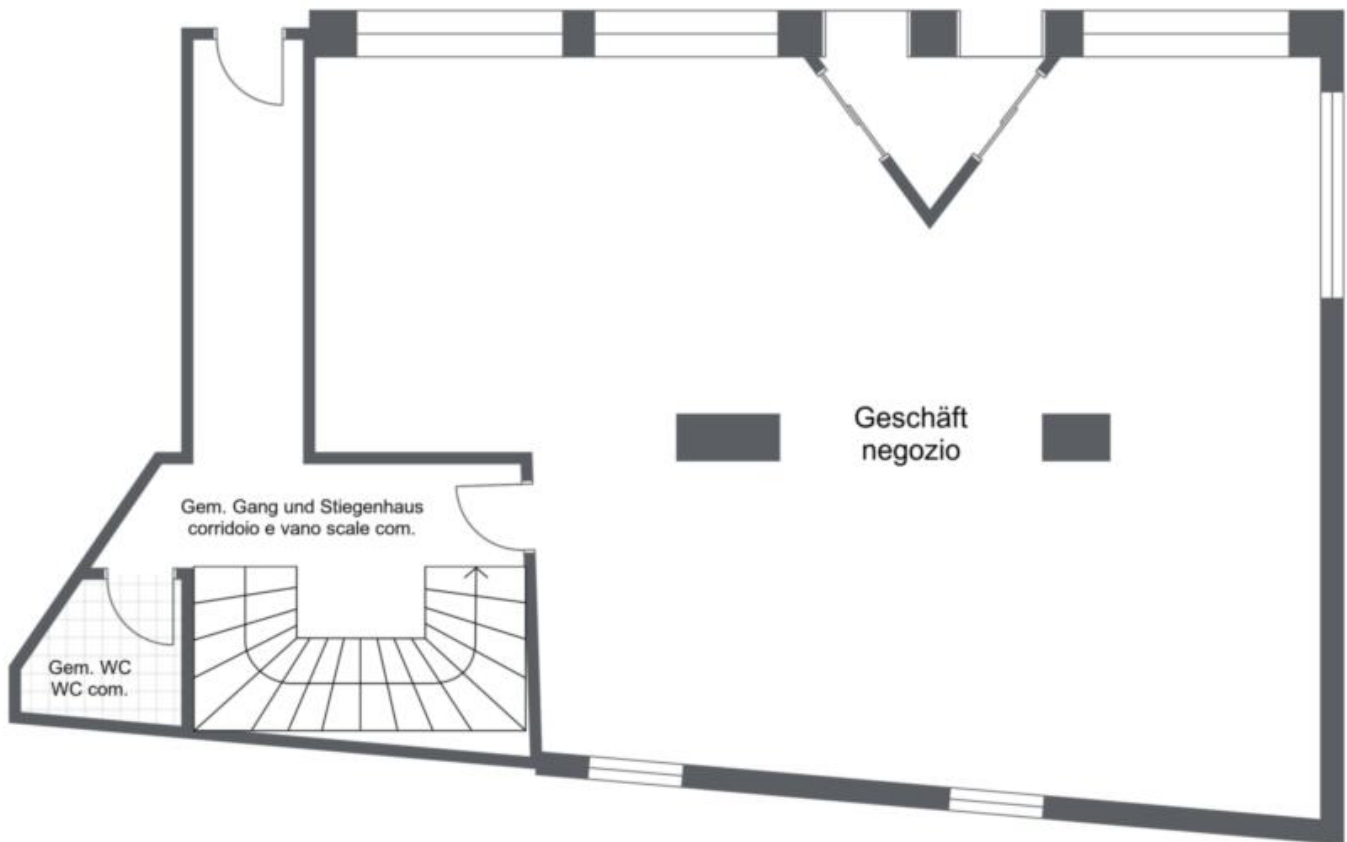 Geschäft
negozio
Gem. Gang und Stiegenhaus
corridoio e vano scale com.
Gem. WC
WC com.